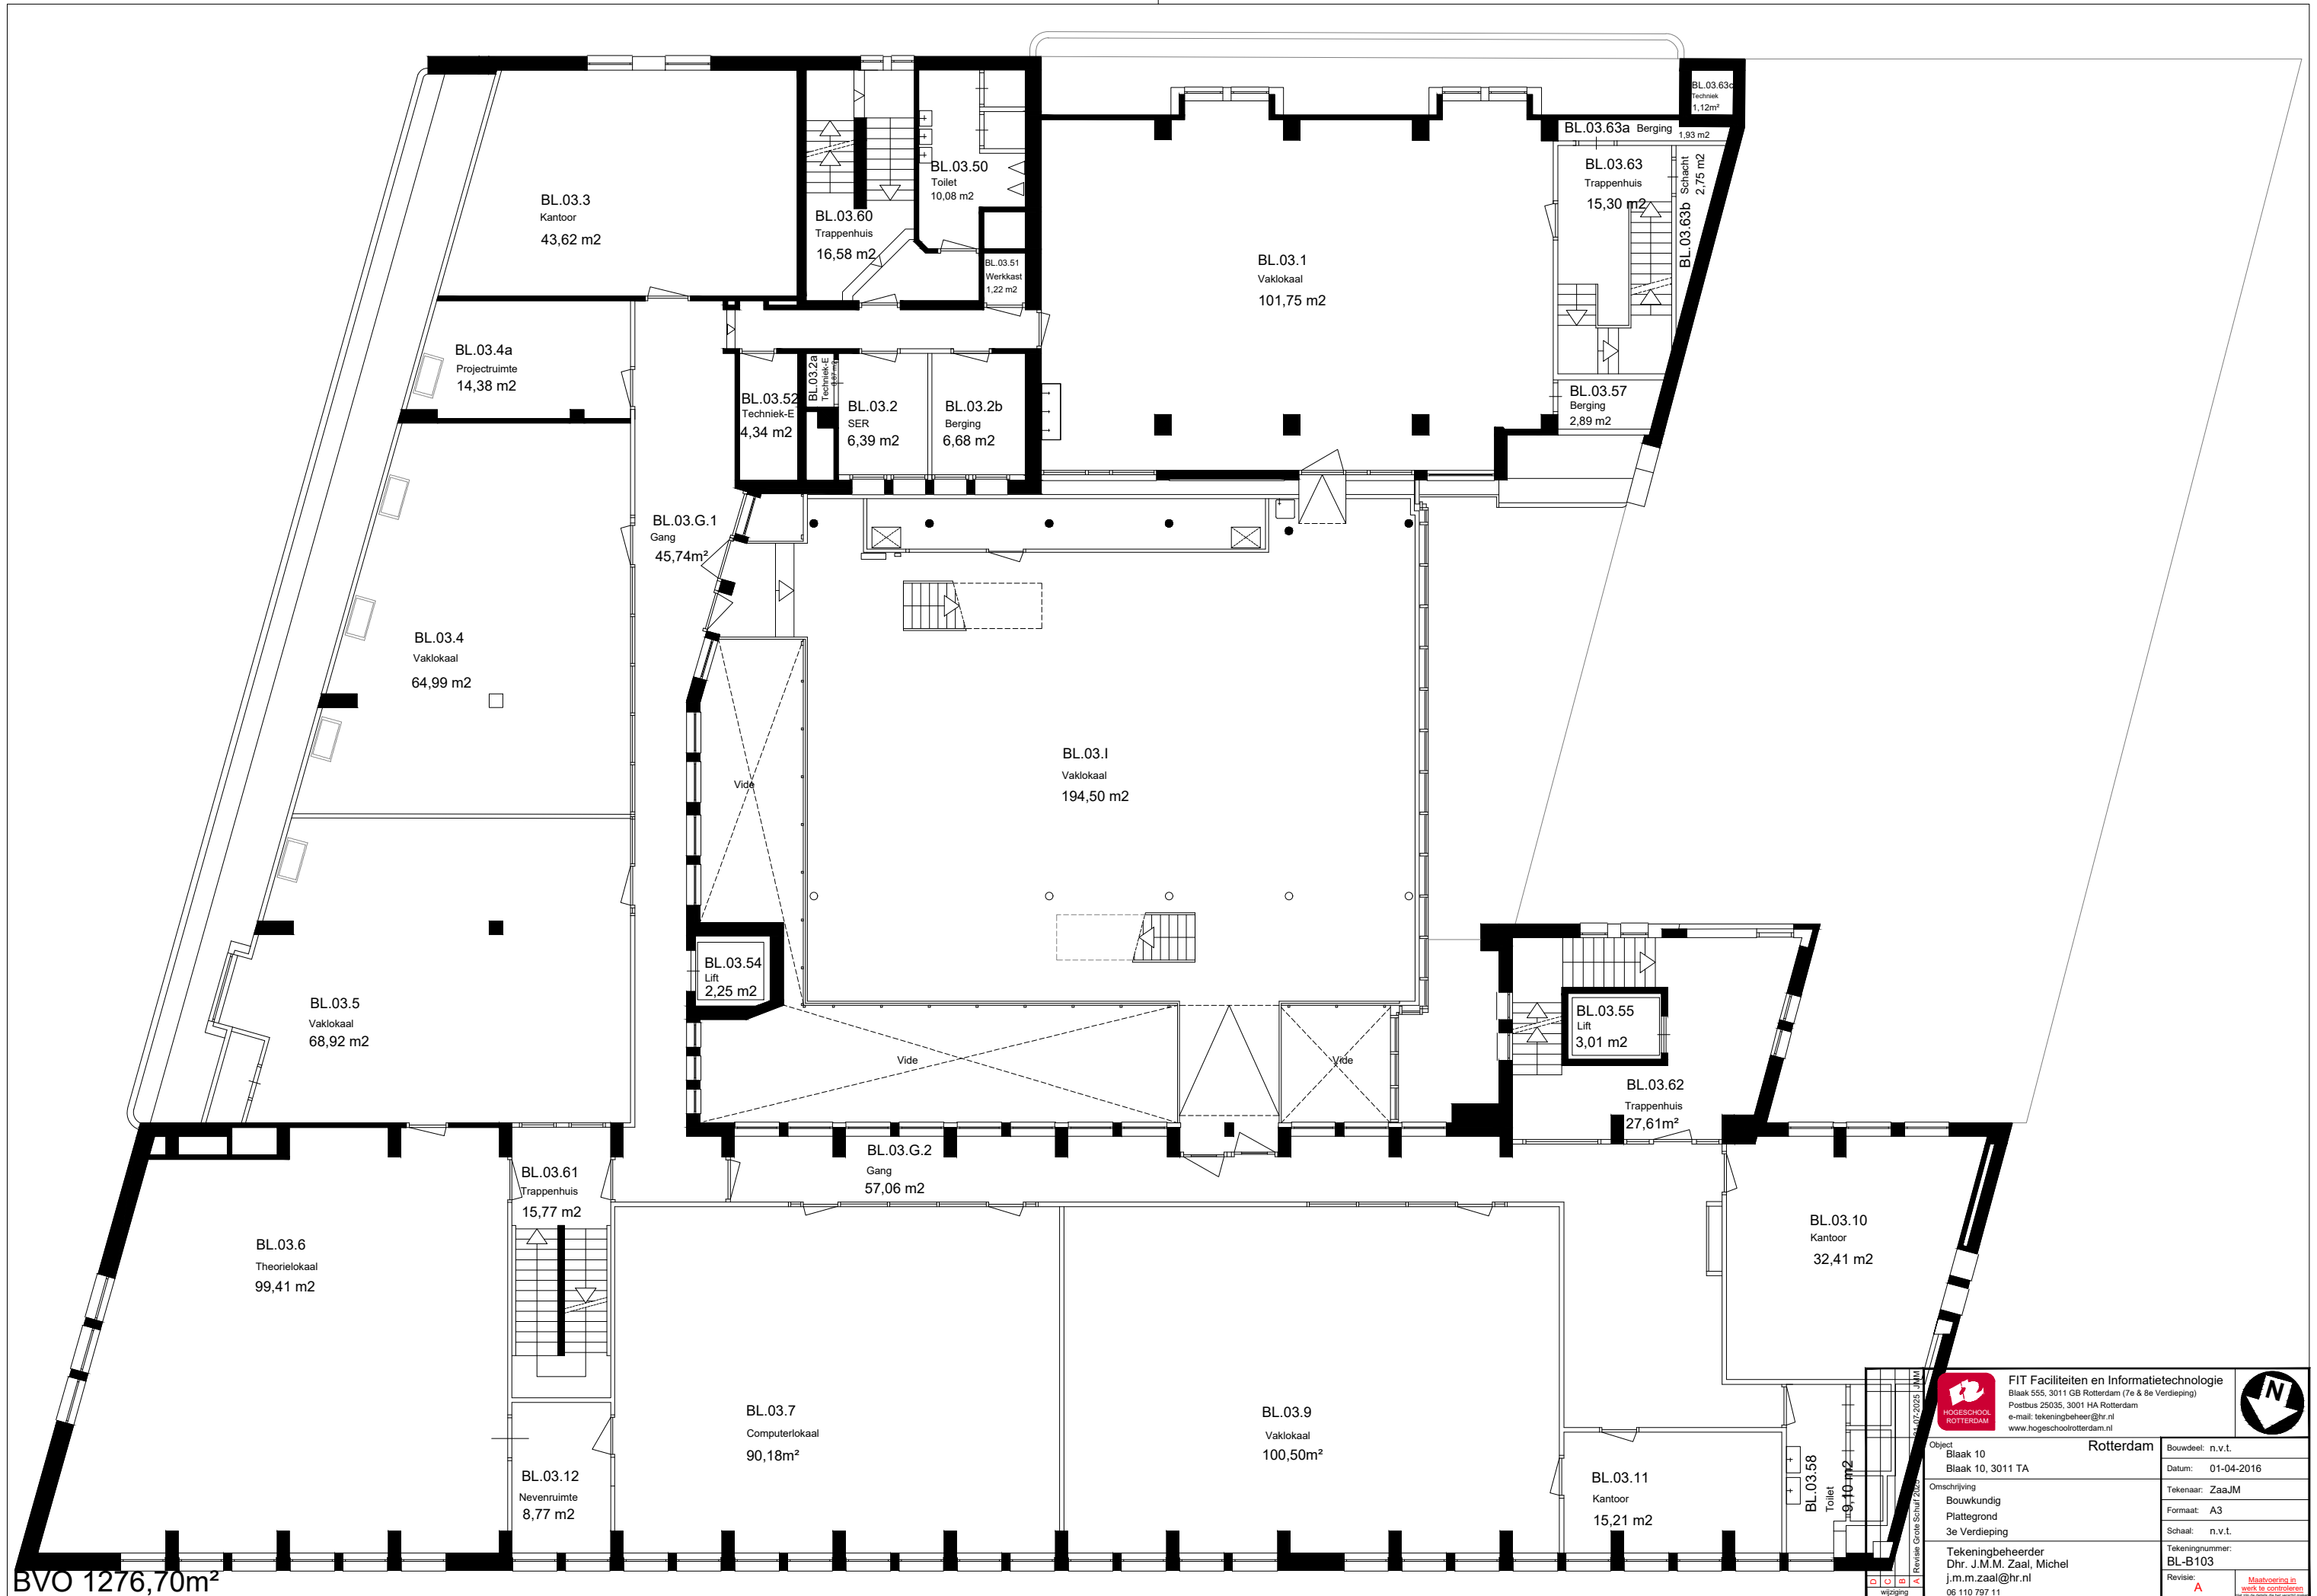 BL.03.63c
Techniek
1,12m²
BL.03.63a Berging
1,93 m2
BL.03.63
Trappenhuis
15,30 m2
BL.03.63b Schacht
2,75 m2
BL.03.50
Toilet
10,08 m2
BL.03.3
Kantoor
43,62 m2
BL.03.60
Trappenhuis
16,58 m2
BL.03.51
Werkkast
1,22 m2
BL.03.1
Vaklokaal
101,75 m2
BL.03.4a
Projectruimte
14,38 m2
BL.03.52
Techniek-E
4,34 m2
BL.03.2a
Techniek-E
BL.03.2
SER
6,39 m2
BL.03.2b
Berging
6,68 m2
BL.03.57
Berging
2,89 m2
BL.03.G.1
Gang
45,74m²
BL.03.4
Vaklokaal
64,99 m2
Vide
BL.03.I
Vaklokaal
194,50 m2
BL.03.54
Lift
2,25 m2
BL.03.5
Vaklokaal
68,92 m2
Vide
Vide
BL.03.55
Lift
3,01 m2
BL.03.62
Trappenhuis
27,61m²
BL.03.G.2
Gang
57,06 m2
BL.03.61
Trappenhuis
15,77 m2
BL.03.6
Theorielokaal
99,41 m2
BL.03.10
Kantoor
32,41 m2
BL.03.7
Computerlokaal
90,18m²
BL.03.9
Vaklokaal
100,50m²
BL.03.12
Nevenruimte
8,77 m2
BL.03.11
Kantoor
15,21 m2
BL.03.58
Toilet
9,10 m2
BVO 1276,70m²
HOGESCHOOL
ROTTERDAM
FIT Faciliteiten en Informatietechnologie
Blaak 555, 3011 GB Rotterdam (7e & 8e Verdieping)
Postbus 25035, 3001 HA Rotterdam
e-mail: tekeningbeheer@hr.nl
www.hogeschoolrotterdam.nl
N
Object
Rotterdam
Blaak 10
Blaak 10, 3011 TA
Bouwdeel: n.v.t.
Datum: 01-04-2016
Omschrijving
Bouwkundig
Plattegrond
3e Verdieping
Tekenaar: ZaaJM
Formaat: A3
Schaal: n.v.t.
Tekeningbeheerder
Dhr. J.M.M. Zaal, Michel
j.m.m.zaal@hr.nl
06 110 797 11
Tekeningnummer:
BL-B103
Revisie:
A
Maatvoering in
werk te controleren
D
C
B
A Revisie Grote Schuif
JMM
wijziging